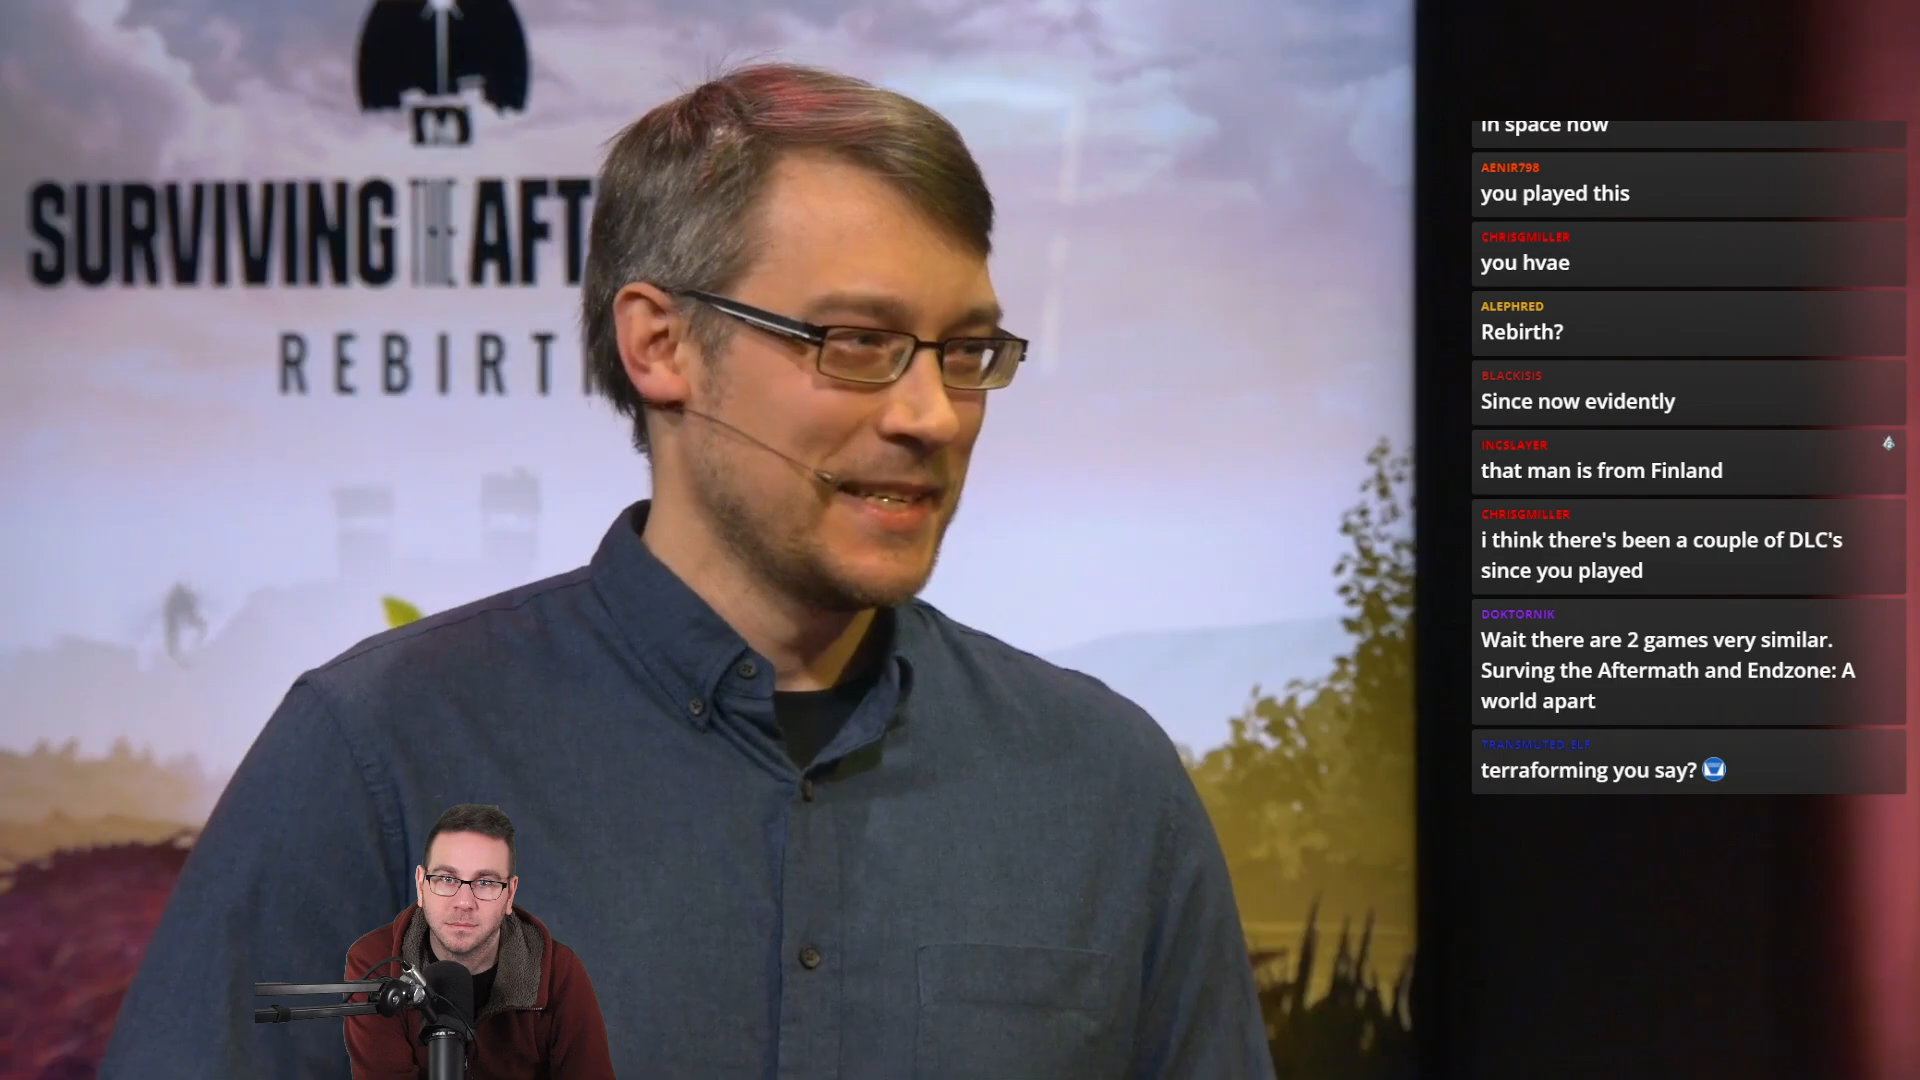 SURVIVING THE AFT
REBIRTH
in space now
AENIR798
you played this
CHRISGMILLER
you hvae
ALEPHRED
Rebirth?
BLACKISIS
Since now evidently
INCSLAYER
that man is from Finland
CHRISGMILLER
i think there's been a couple of DLC's
since you played
DOKTORNIK
Wait there are 2 games very similar.
Surving the Aftermath and Endzone: A
world apart
TRANSMUTED_ELF
terraforming you say?